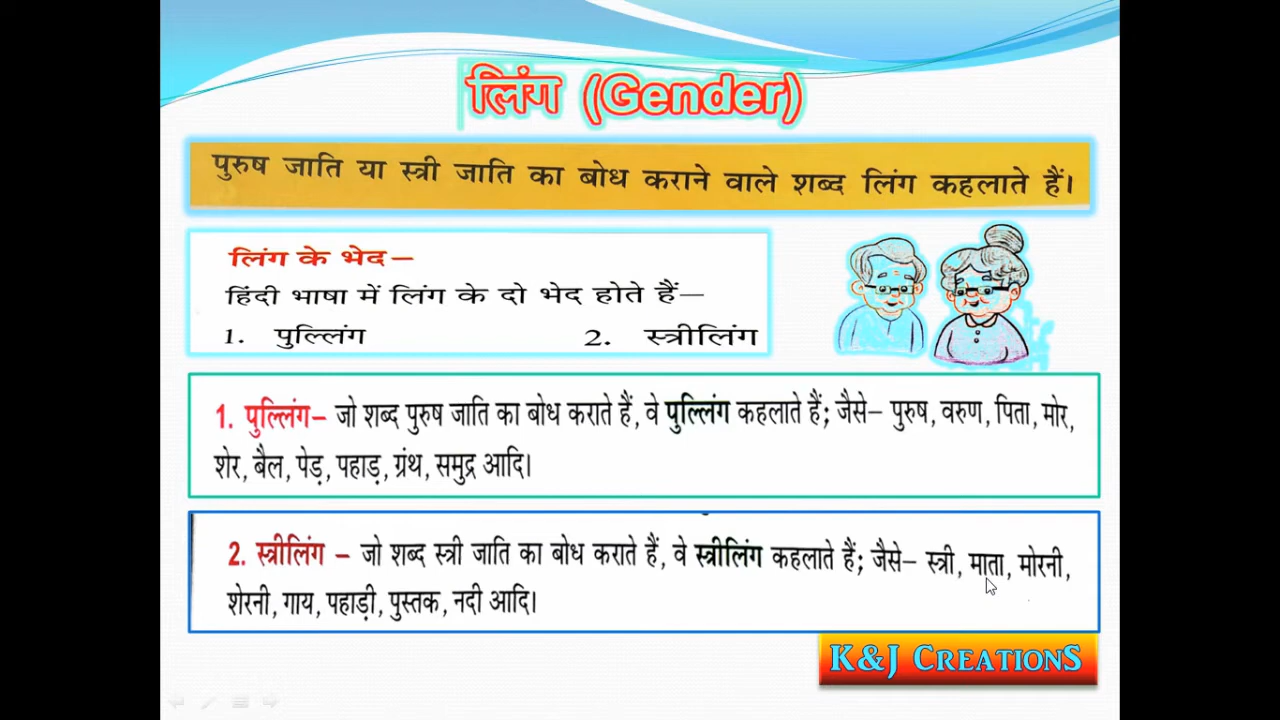 लिंग (Gender)
पुरुष जाति या स्त्री जाति का बोध कराने वाले शब्द लिंग कहलाते हैं।
लिंग के भेद–
हिंदी भाषा में लिंग के दो भेद होते हैं–
1. पुल्लिंग 2. स्त्रीलिंग
1. पुल्लिंग– जो शब्द पुरुष जाति का बोध कराते हैं, वे पुल्लिंग कहलाते हैं; जैसे– पुरुष, वरुण, पिता, मोर,
शेर, बैल, पेड़, पहाड़, ग्रंथ, समुद्र आदि।
2. स्त्रीलिंग – जो शब्द स्त्री जाति का बोध कराते हैं, वे स्त्रीलिंग कहलाते हैं; जैसे– स्त्री, माता, मोरनी,
शेरनी, गाय, पहाड़ी, पुस्तक, नदी आदि।
K&J CREATIONS